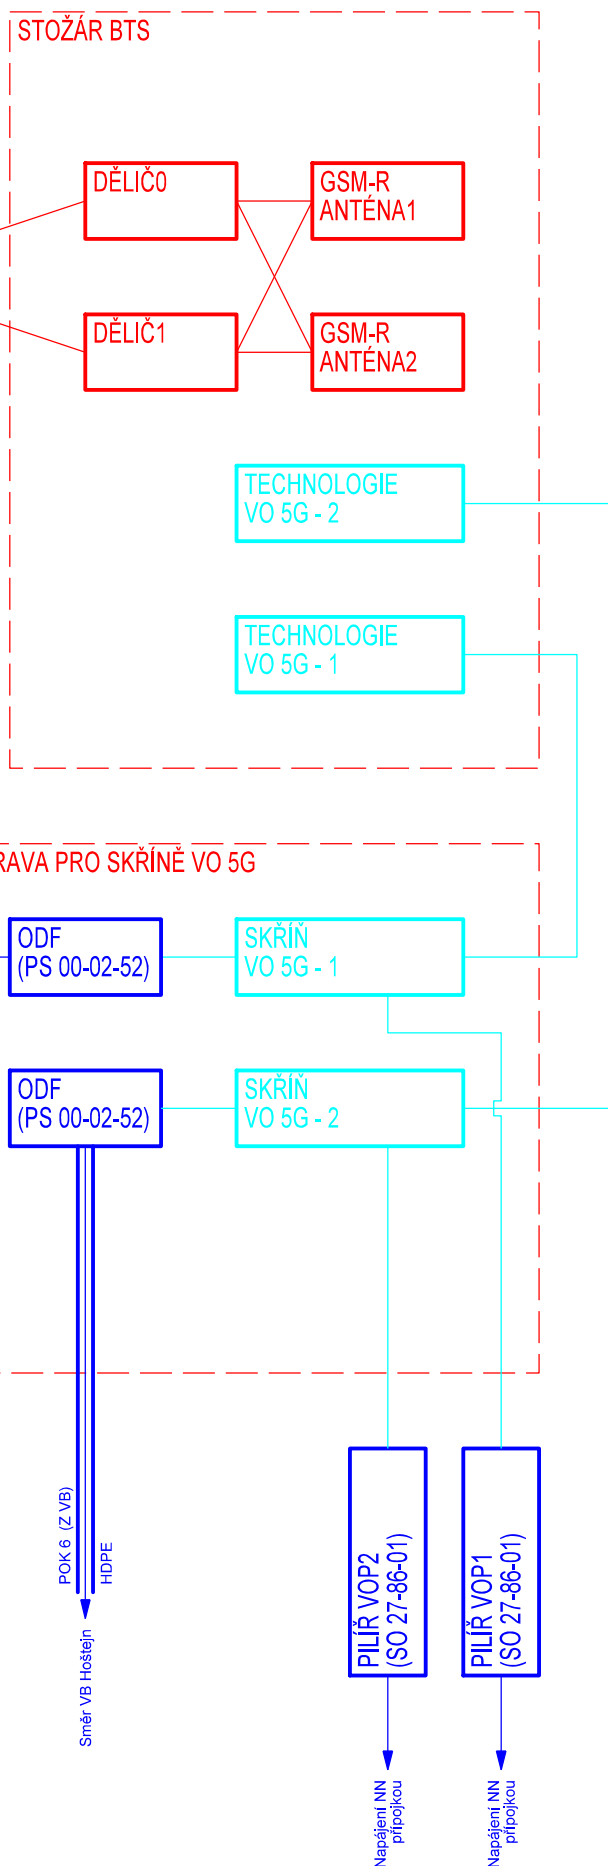 STOŽÁR BTS
DĚLIČ0
GSM-R
ANTÉNA1
DĚLIČ1
GSM-R
ANTÉNA2
TECHNOLOGIE
VO 5G - 2
TECHNOLOGIE
VO 5G - 1
RAVA PRO SKŘÍNĚ VO 5G
ODF
(PS 00-02-52)
SKŘÍŇ
VO 5G - 1
ODF
(PS 00-02-52)
SKŘÍŇ
VO 5G - 2
POK 6 (Z VB)
HDPE
Směr VB Hoštejn
PILÍŘ VOP2
(SO 27-86-01)
PILÍŘ VOP1
(SO 27-86-01)
Napájení NN
přípojkou
Napájení NN
přípojkou